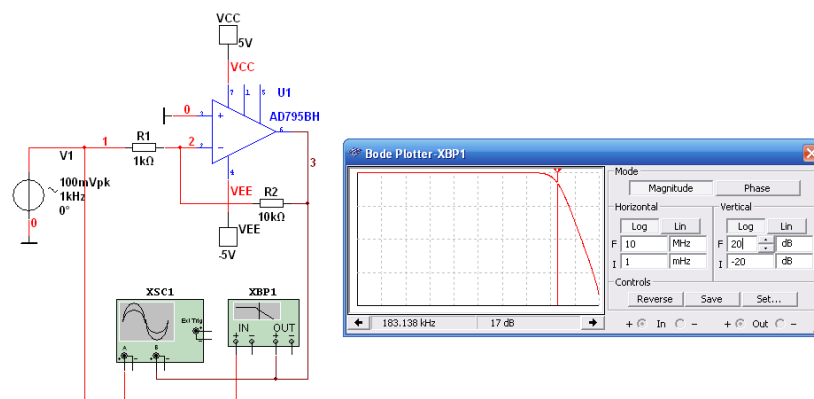 VCC
5V
VCC
7 1 5
U1
AD795BH
0 3
+
6
1
R1
2 2
V1
1kΩ
4
3
100mVpk
1kHz
0°
VEE
R2
10kΩ
0
VEE
-5V
XSC1
XBP1
Ext Trig
+
-
A B
+ - + -
IN OUT
+ - + -
Bode Plotter-XBP1
Mode
Magnitude Phase
Horizontal Vertical
Log Lin Log Lin
F 10 MHz F 20 dB
I 1 mHz I -20 dB
Controls
Reverse Save Set...
183.138 kHz 17 dB
+ In - + Out -